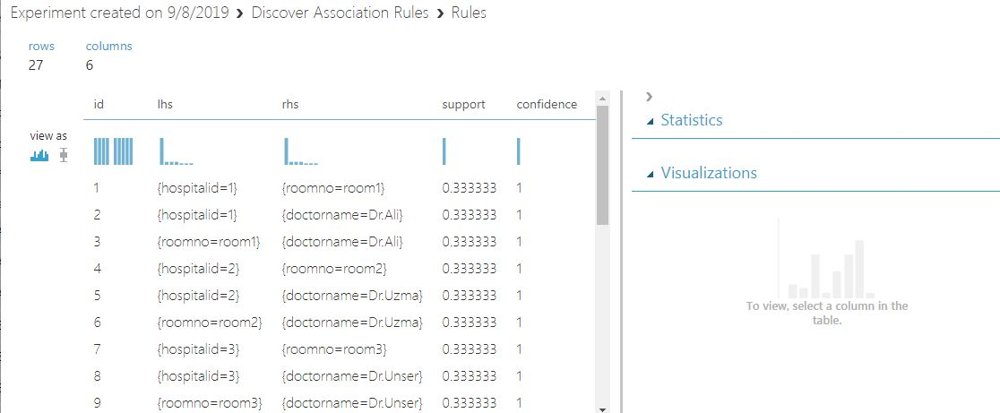 Experiment created on 9/8/2019 › Discover Association Rules › Rules
rows columns
27 6
id lhs rhs support confidence
view as
1 {hospitalid=1} {roomno=room1} 0.333333 1
2 {hospitalid=1} {doctorname=Dr.Ali} 0.333333 1
3 {roomno=room1} {doctorname=Dr.Ali} 0.333333 1
4 {hospitalid=2} {roomno=room2} 0.333333 1
5 {hospitalid=2} {doctorname=Dr.Uzma} 0.333333 1
6 {roomno=room2} {doctorname=Dr.Uzma} 0.333333 1
7 {hospitalid=3} {roomno=room3} 0.333333 1
8 {hospitalid=3} {doctorname=Dr.Unser} 0.333333 1
9 {roomno=room3} {doctorname=Dr.Unser} 0.333333 1
Statistics
Visualizations
To view, select a column in the
table.